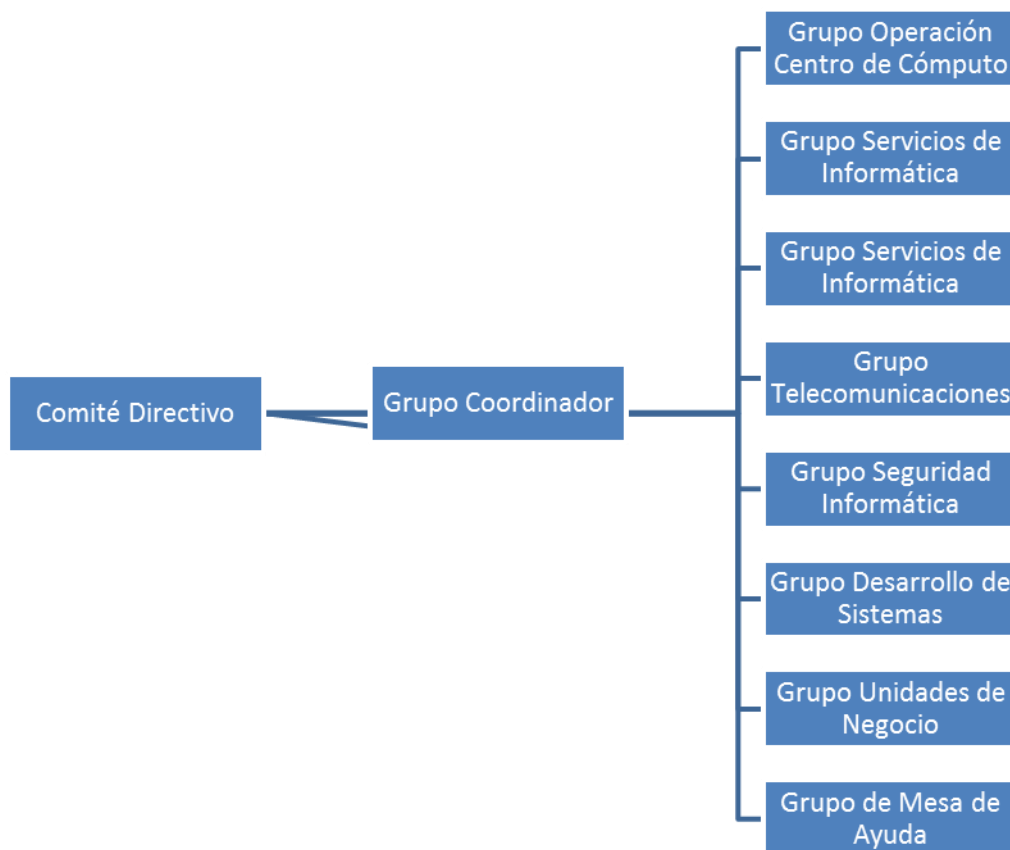 Comité Directivo
Grupo Coordinador
Grupo Operación
Centro de Cómputo
Grupo Servicios de
Informática
Grupo Servicios de
Informática
Grupo
Telecomunicaciones
Grupo Seguridad
Informática
Grupo Desarrollo de
Sistemas
Grupo Unidades de
Negocio
Grupo de Mesa de
Ayuda